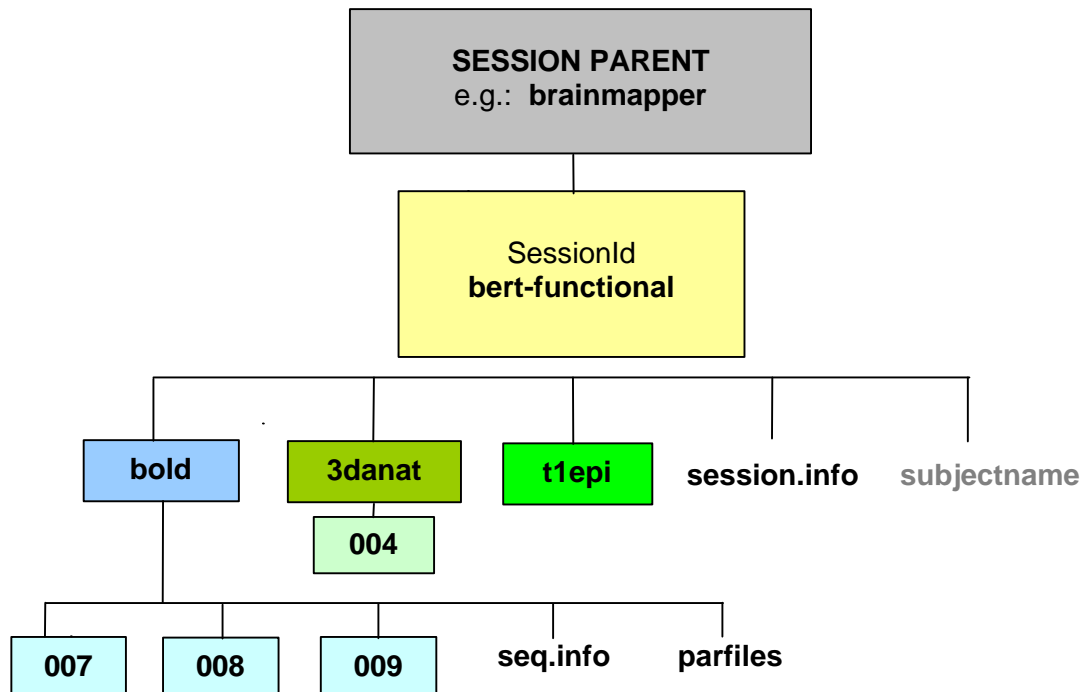 SESSION PARENT
e.g.: brainmapper
SessionId
bert-functional
bold
3danat
t1epi
session.info
subjectname
004
007
008
009
seq.info
parfiles